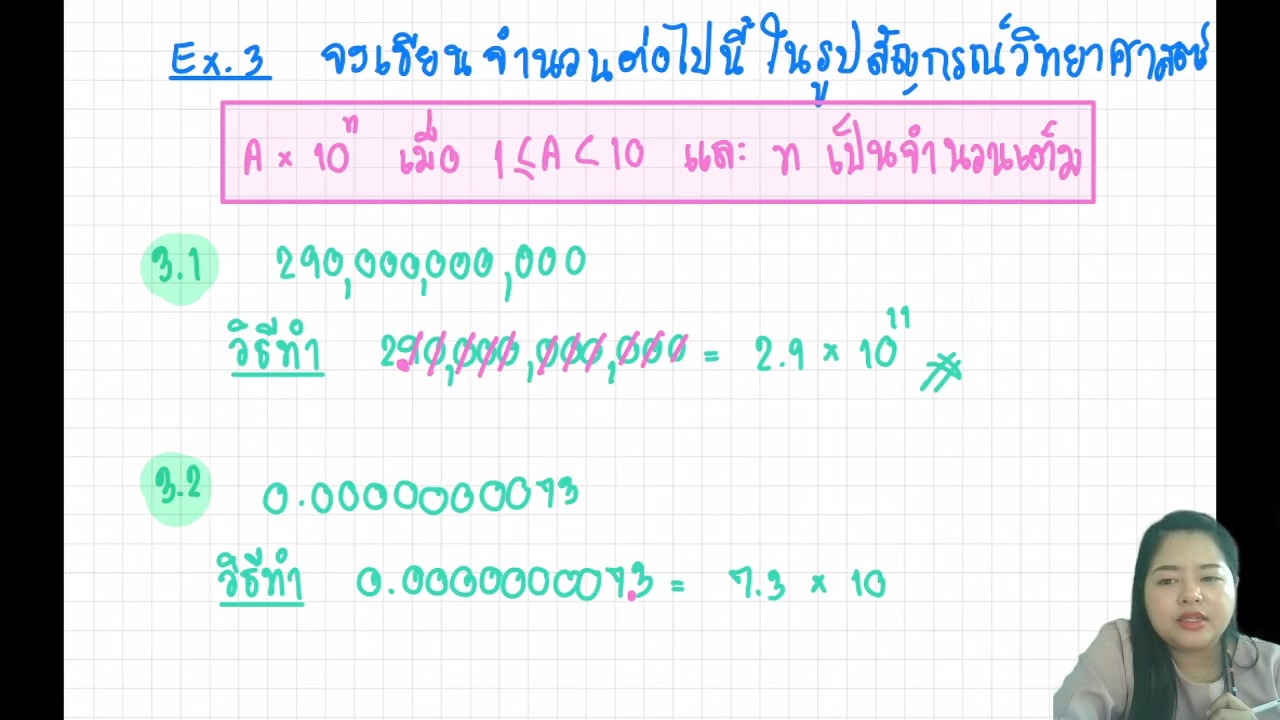 Ex. 3 จงเขียนจำนวนต่อไปนี้ ในรูปสัญกรณ์วิทยาศาสตร์
A × 10ⁿ เมื่อ 1 ≤ A < 10 และ n เป็นจำนวนเต็ม
3.1 290,000,000,000
วิธีทำ 290,000,000,000 = 2.9 × 10¹¹
3.2 0.00000000073
วิธีทำ 0.00000000073 = 7.3 × 10